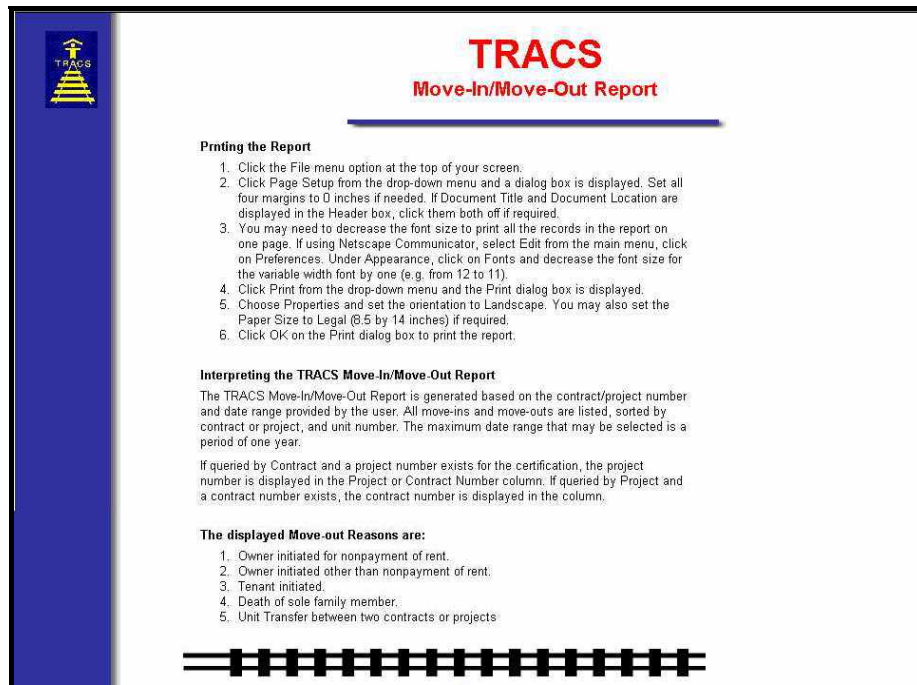 TRACS
TRACS
Move-In/Move-Out Report
Prnting the Report
1. Click the File menu option at the top of your screen.
2. Click Page Setup from the drop-down menu and a dialog box is displayed. Set all
four margins to 0 inches if needed. If Document Title and Document Location are
displayed in the Header box, click them both off if required.
3. You may need to decrease the font size to print all the records in the report on
one page. If using Netscape Communicator, select Edit from the main menu, click
on Preferences. Under Appearance, click on Fonts and decrease the font size for
the variable width font by one (e.g. from 12 to 11).
4. Click Print from the drop-down menu and the Print dialog box is displayed.
5. Choose Properties and set the orientation to Landscape. You may also set the
Paper Size to Legal (8.5 by 14 inches) if required.
6. Click OK on the Print dialog box to print the report.
Interpreting the TRACS Move-In/Move-Out Report
The TRACS Move-In/Move-Out Report is generated based on the contract/project number
and date range provided by the user. All move-ins and move-outs are listed, sorted by
contract or project, and unit number. The maximum date range that may be selected is a
period of one year.
If queried by Contract and a project number exists for the certification, the project
number is displayed in the Project or Contract Number column. If queried by Project and
a contract number exists, the contract number is displayed in the column.
The displayed Move-out Reasons are:
1. Owner initiated for nonpayment of rent.
2. Owner initiated other than nonpayment of rent.
3. Tenant initiated.
4. Death of sole family member.
5. Unit Transfer between two contracts or projects